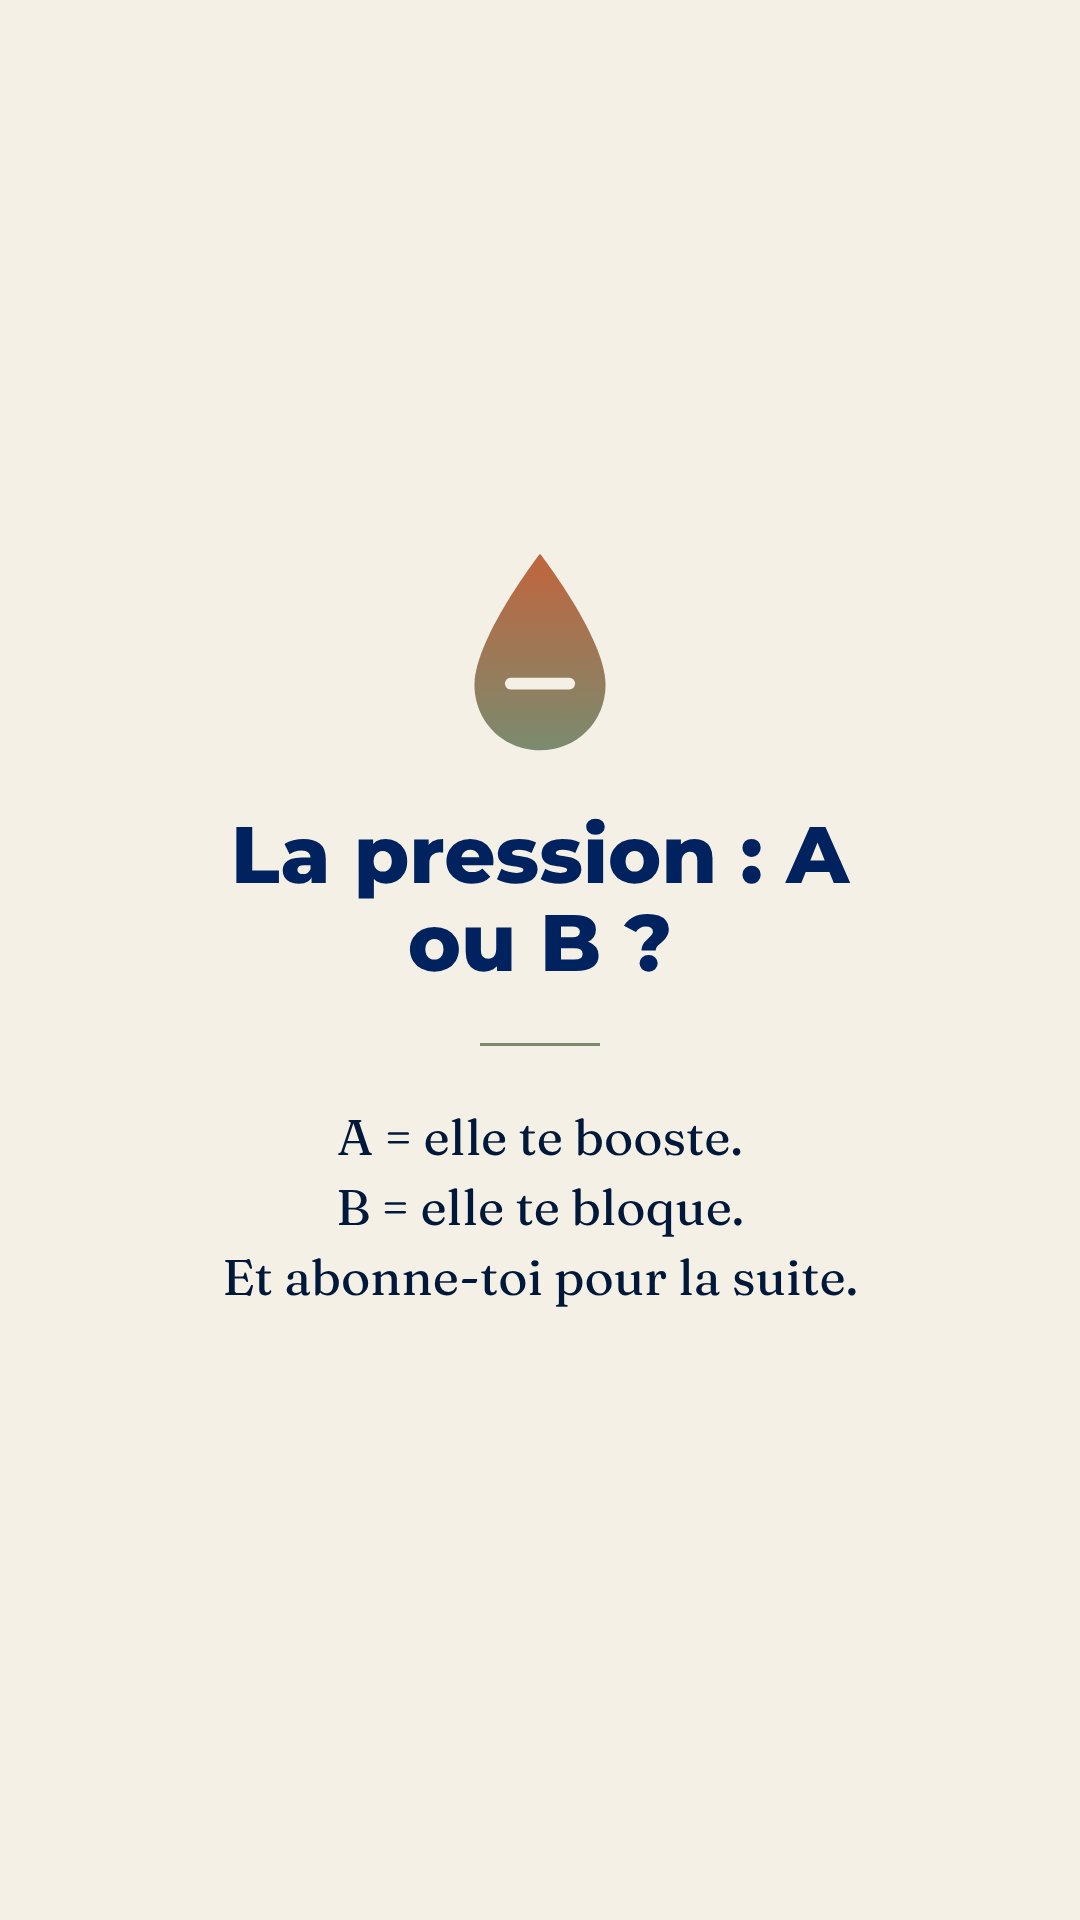 La pression : A
ou B ?
A = elle te booste.
B = elle te bloque.
Et abonne-toi pour la suite.